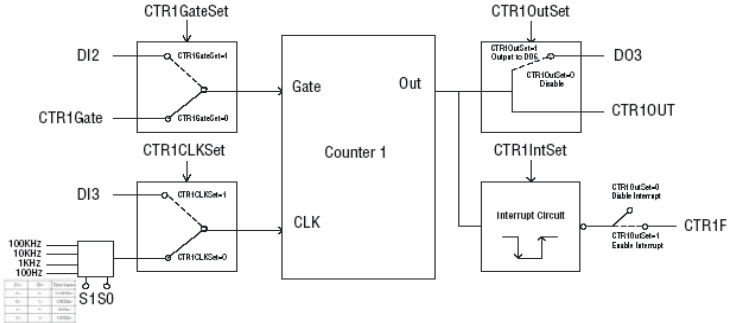 CTR1GateSet
DI2
CTR1GateSet=1
CTR1Gate
CTR1GateSet=0
CTR1CLKSet
DI3
CTR1CLKSet=1
CTR1CLKSet=0
100KHz
10KHz
1KHz
100Hz
S1S0
Gate
Out
Counter 1
CLK
CTR1OutSet
CTR1OutSet=1
Output to DO6
CTR1OutSet=0
Disable
DO3
CTR1OUT
CTR1IntSet
Interrupt Circuit
CTR1OutSet=0
Diable Interrupt
CTR1F
CTR1OutSet=1
Enable Interrupt